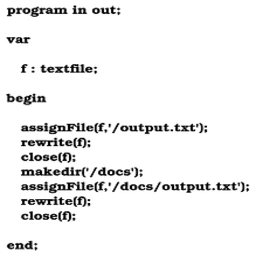 program in out;
var
f : textfile;
begin
assignFile(f,'/output.txt');
rewrite(f);
close(f);
makedir('/docs');
assignFile(f,'/docs/output.txt');
rewrite(f);
close(f);
end;